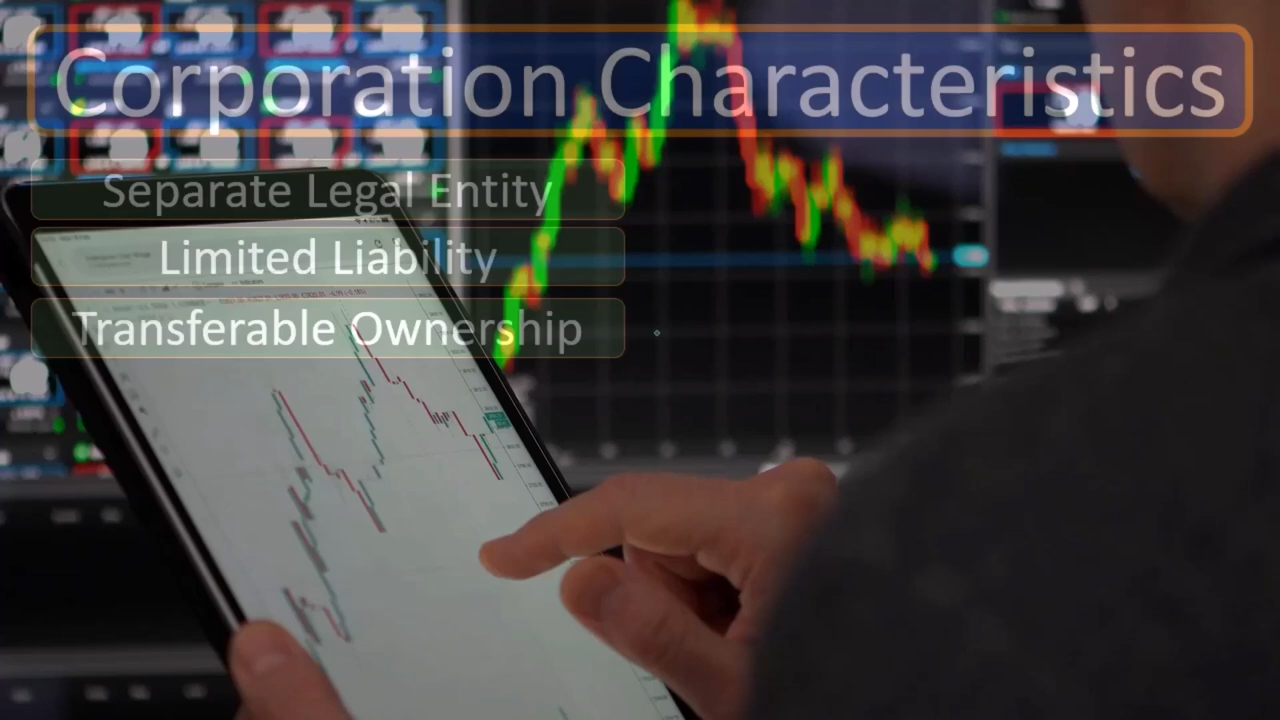 Corporation Characteristics
Separate Legal Entity
Limited Liability
Transferable Ownership